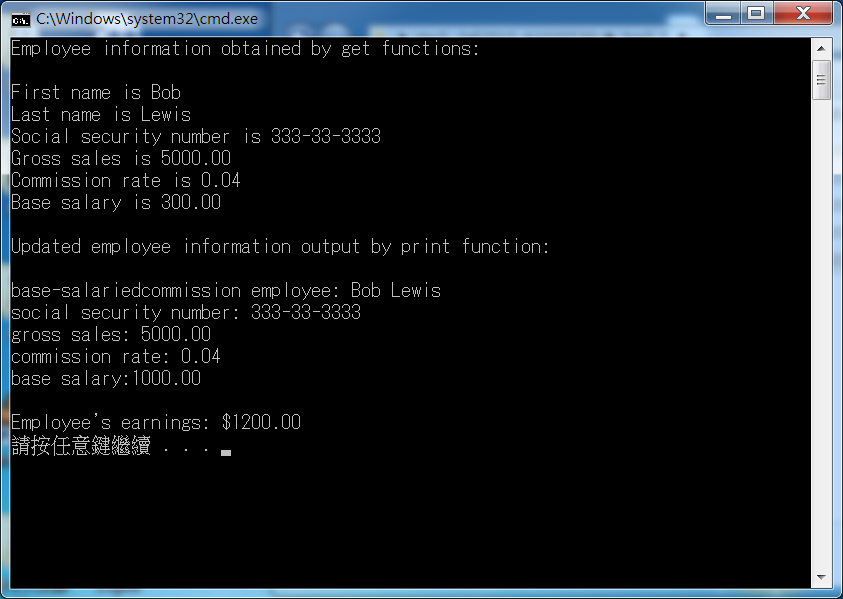 C:\Windows\system32\cmd.exe
Employee information obtained by get functions:
First name is Bob
Last name is Lewis
Social security number is 333-33-3333
Gross sales is 5000.00
Commission rate is 0.04
Base salary is 300.00
Updated employee information output by print function:
base-salariedcommission employee: Bob Lewis
social security number: 333-33-3333
gross sales: 5000.00
commission rate: 0.04
base salary:1000.00
Employee's earnings: $1200.00
請按任意鍵繼續 . . .